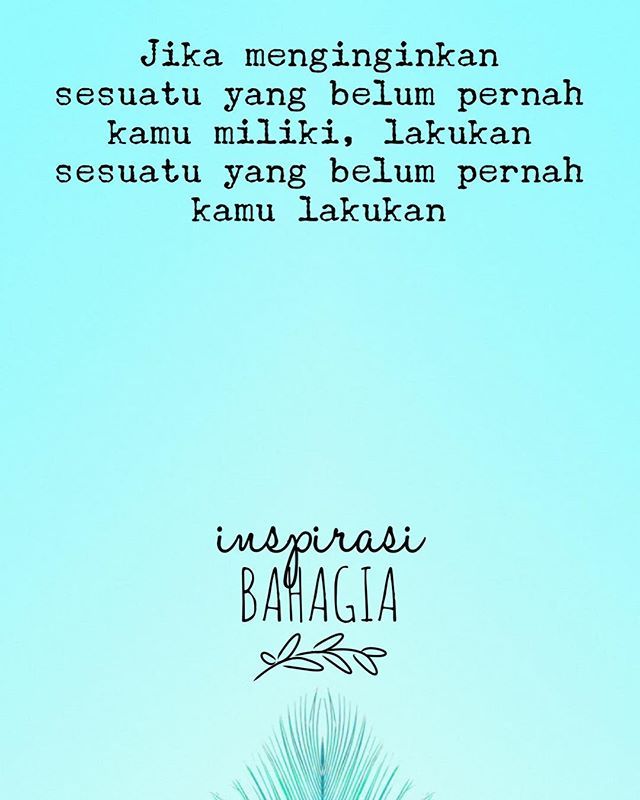 Jika menginginkan
sesuatu yang belum pernah
kamu miliki, lakukan
sesuatu yang belum pernah
kamu lakukan
inspirasi
BAHAGIA